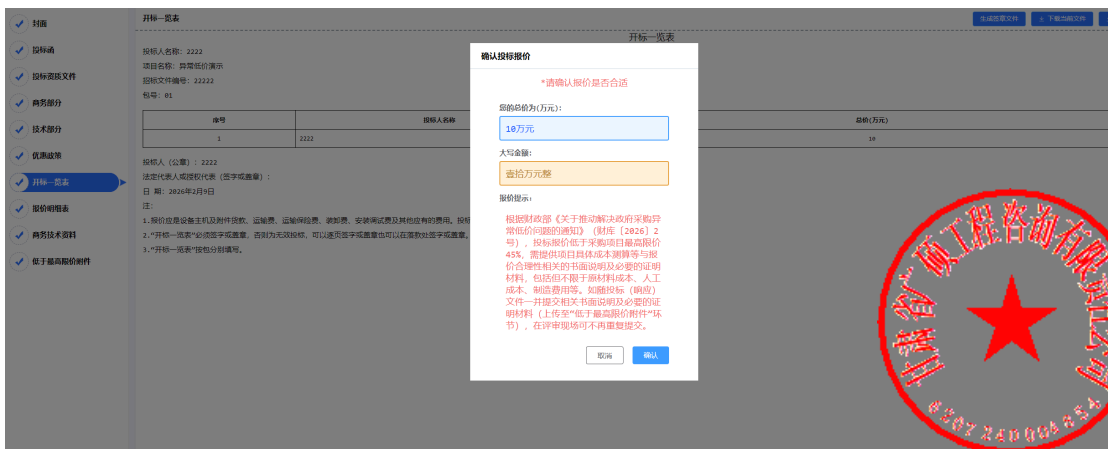 封面
投标函
投标资质文件
商务部分
技术部分
优惠政策
开标一览表
报价明细表
商务技术资料
低于最高限价附件
开标一览表
生成签章文件
下载当前文件
开标一览表
投标人名称: 2222
项目名称: 异常低价演示
招标文件编号: 22222
包号: 01
序号 投标人名称 总价(万元)
1 2222 10
投标人 (公章) : 2222
法定代表人或授权代表 (签字或盖章) :
日 期: 2026年2月9日
注:
1.报价应是设备主机及附件货款、运输费、运输保险费、装卸费、安装调试费及其他应有的费用。投标
2."开标一览表"必须签字或盖章, 否则为无效投标, 可以逐页签字或盖章也可以在落款处签字或盖章。
3."开标一览表"按包分别填写。
确认投标报价
*请确认报价是否合适
您的总价为(万元):
10万元
大写金额:
壹拾万元整
报价提示:
根据财政部《关于推动解决政府采购异
常低价问题的通知》 (财库〔2026〕2
号) , 投标报价低于采购项目最高限价
45%, 需提供项目具体成本测算等与报
价合理性相关的书面说明及必要的证明
材料, 包括但不限于原材料成本、人工
成本、制造费用等。如随投标 (响应)
文件一并提交相关书面说明及必要的证
明材料 (上传至"低于最高限价附件"环
节) , 在评审现场可不再重复提交。
取消
确认